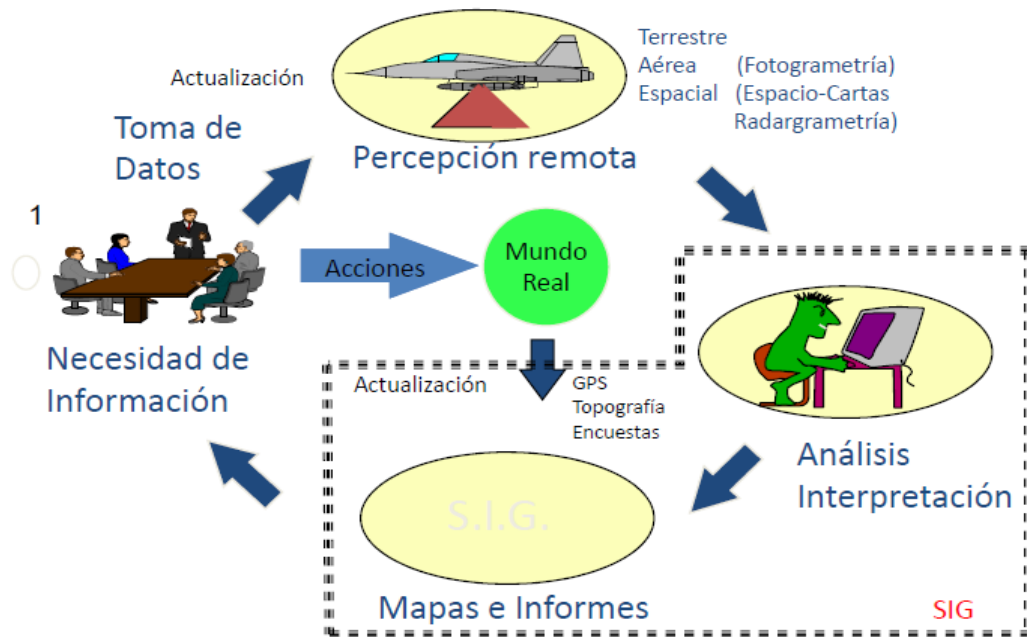 Actualización
Toma de
Datos
Percepción remota
Terrestre
Aérea (Fotogrametría)
Espacial (Espacio-Cartas
Radargrametría)
1
Acciones
Mundo
Real
Necesidad de
Información
Actualización
GPS
Topografía
Encuestas
Análisis
Interpretación
S.I.G.
Mapas e Informes
SIG